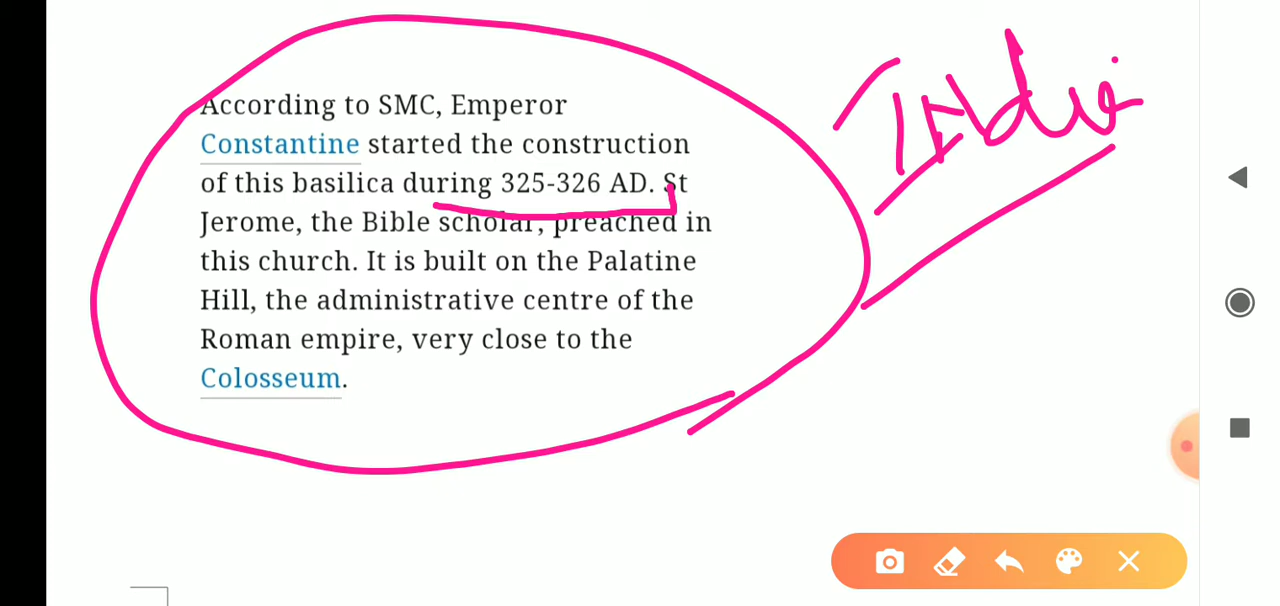 According to SMC, Emperor
Constantine started the construction
of this basilica during 325-326 AD. St
Jerome, the Bible scholar, preached in
this church. It is built on the Palatine
Hill, the administrative centre of the
Roman empire, very close to the
Colosseum.